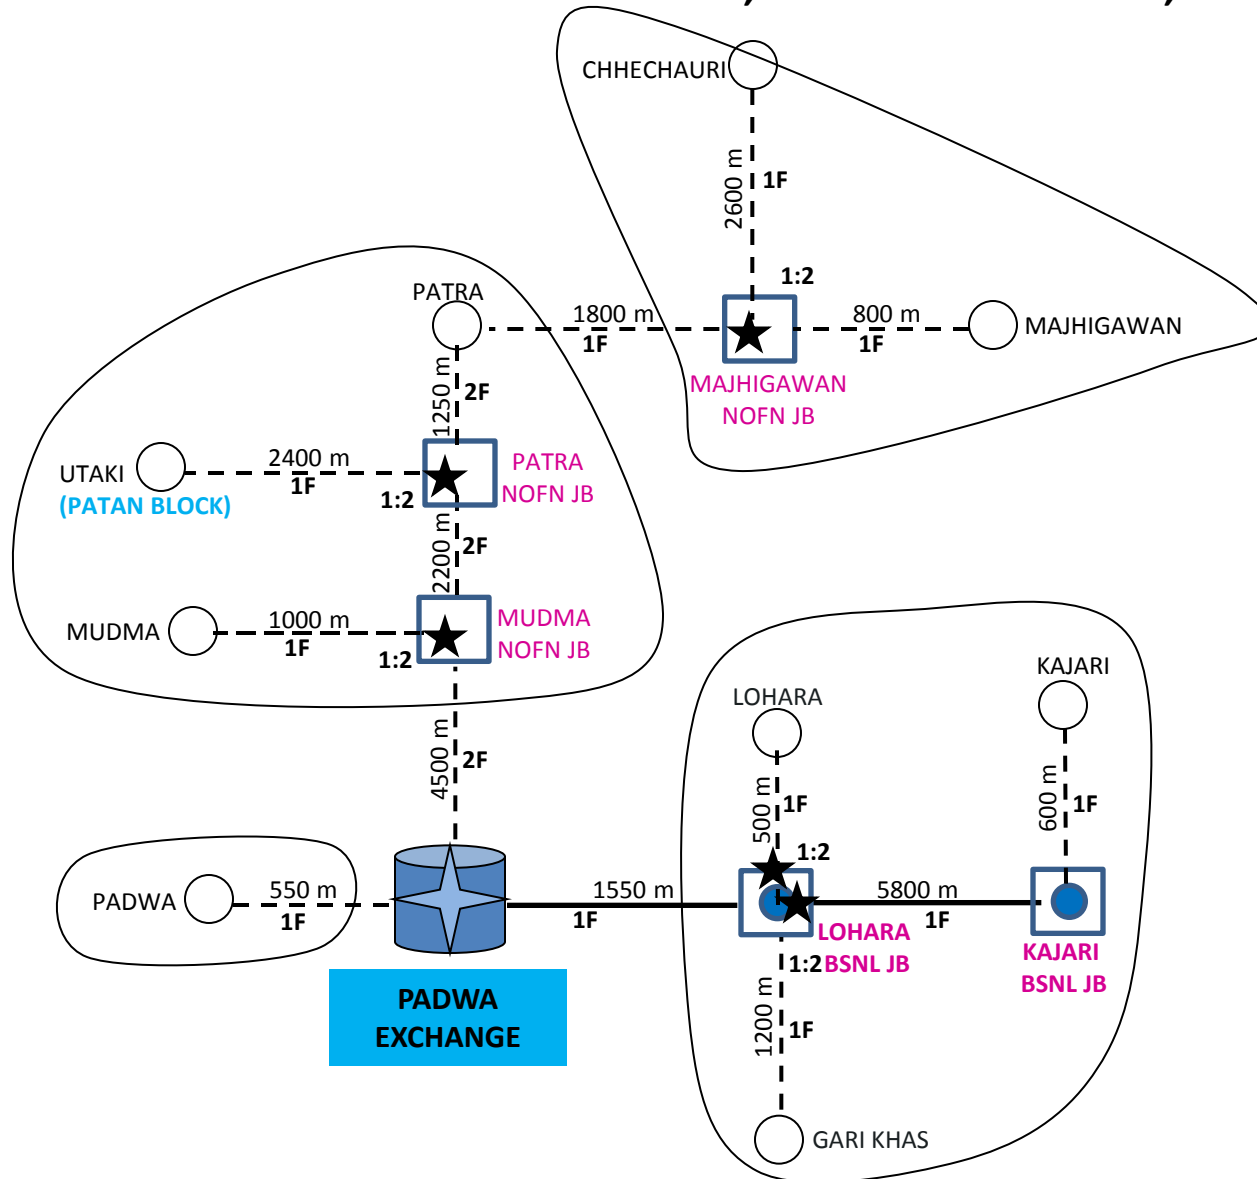 CHHECHAURI
2600 m
1F
1:2
PATRA
1800 m
1F
800 m
1F
MAJHIGAWAN
MAJHIGAWAN
NOFN JB
1250 m
2F
UTAKI
(PATAN BLOCK)
2400 m
1F
1:2
PATRA
NOFN JB
2200 m
2F
MUDMA
1000 m
1F
1:2
MUDMA
NOFN JB
4500 m
2F
LOHARA
KAJARI
500 m
1F
600 m
1F
1:2
PADWA
550 m
1F
1550 m
1F
5800 m
1F
LOHARA
BSNL JB
1:2
KAJARI
BSNL JB
PADWA
EXCHANGE
1200 m
1F
GARI KHAS